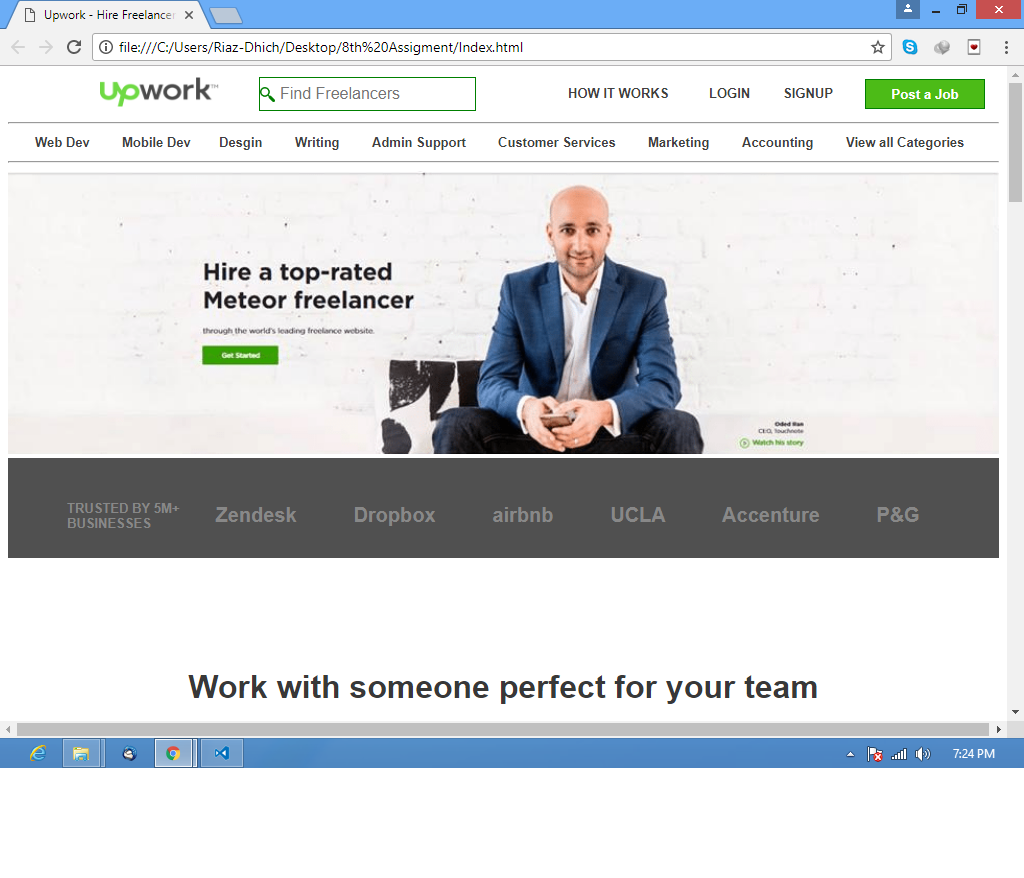 Upwork - Hire Freelancer
file:///C:/Users/Riaz-Dhich/Desktop/8th%20Assigment/Index.html
Upwork™ Find Freelancers HOW IT WORKS LOGIN SIGNUP Post a Job
Web Dev Mobile Dev Desgin Writing Admin Support Customer Services Marketing Accounting View all Categories
Hire a top-rated
Meteor freelancer
through the world's leading freelance website.
Get Started
Oded Ran
CEO, Touchnote
Watch his story
TRUSTED BY 5M+
BUSINESSES
Zendesk Dropbox airbnb UCLA Accenture P&G
Work with someone perfect for your team
7:24 PM